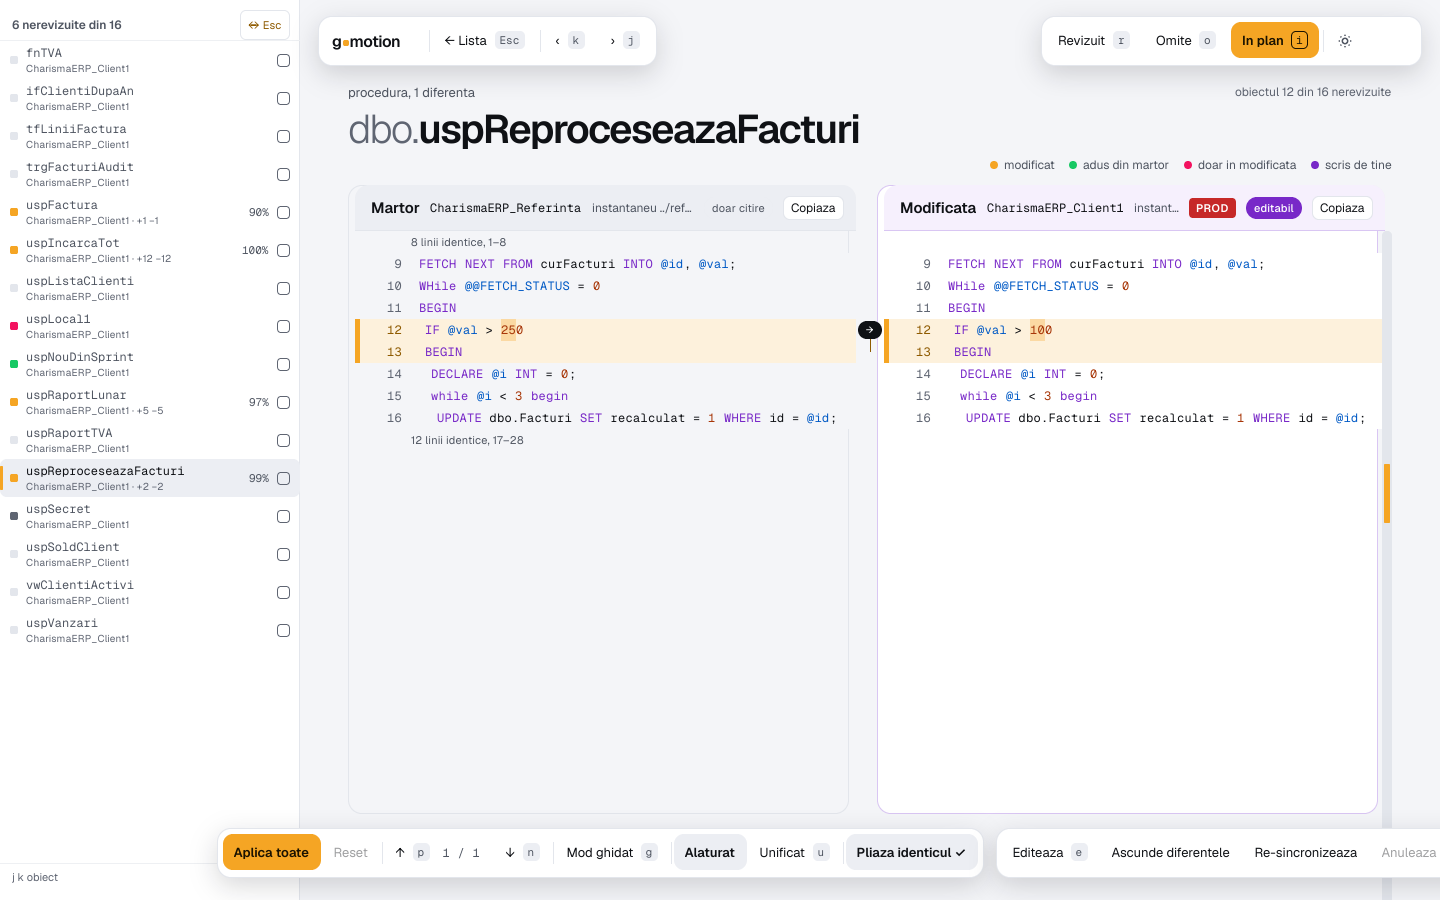 6 nerevizuite din 16
⇔ Esc
fnTVA
CharismaERP_Client1
ifClientiDupaAn
CharismaERP_Client1
tfLiniiFactura
CharismaERP_Client1
trgFacturiAudit
CharismaERP_Client1
uspFactura
CharismaERP_Client1 · +1 −1
90%
uspIncarcaTot
CharismaERP_Client1 · +12 −12
100%
uspListaClienti
CharismaERP_Client1
uspLocal1
CharismaERP_Client1
uspNouDinSprint
CharismaERP_Client1
uspRaportLunar
CharismaERP_Client1 · +5 −5
97%
uspRaportTVA
CharismaERP_Client1
uspReproceseazaFacturi
CharismaERP_Client1 · +2 −2
99%
uspSecret
CharismaERP_Client1
uspSoldClient
CharismaERP_Client1
vwClientiActivi
CharismaERP_Client1
uspVanzari
CharismaERP_Client1
j k obiect
g motion
← Lista Esc ‹ k › j
Revizuit r Omite o In plan i
procedura, 1 diferenta
obiectul 12 din 16 nerevizuite
dbo.uspReproceseazaFacturi
modificat adus din martor doar in modificata scris de tine
Martor CharismaERP_Referinta instantaneu ../ref… doar citire Copiaza
8 linii identice, 1–8
9 FETCH NEXT FROM curFacturi INTO @id, @val;
10 WHile @@FETCH_STATUS = 0
11 BEGIN
12 IF @val > 250
13 BEGIN
14 DECLARE @i INT = 0;
15 while @i < 3 begin
16 UPDATE dbo.Facturi SET recalculat = 1 WHERE id = @id;
12 linii identice, 17–28
→
Modificata CharismaERP_Client1 instant… PROD editabil Copiaza
9 FETCH NEXT FROM curFacturi INTO @id, @val;
10 WHile @@FETCH_STATUS = 0
11 BEGIN
12 IF @val > 100
13 BEGIN
14 DECLARE @i INT = 0;
15 while @i < 3 begin
16 UPDATE dbo.Facturi SET recalculat = 1 WHERE id = @id;
Aplica toate Reset ↑ p 1 / 1 ↓ n Mod ghidat g Alaturat Unificat u Pliaza identicul ✓
Editeaza e Ascunde diferentele Re-sincronizeaza Anuleaza